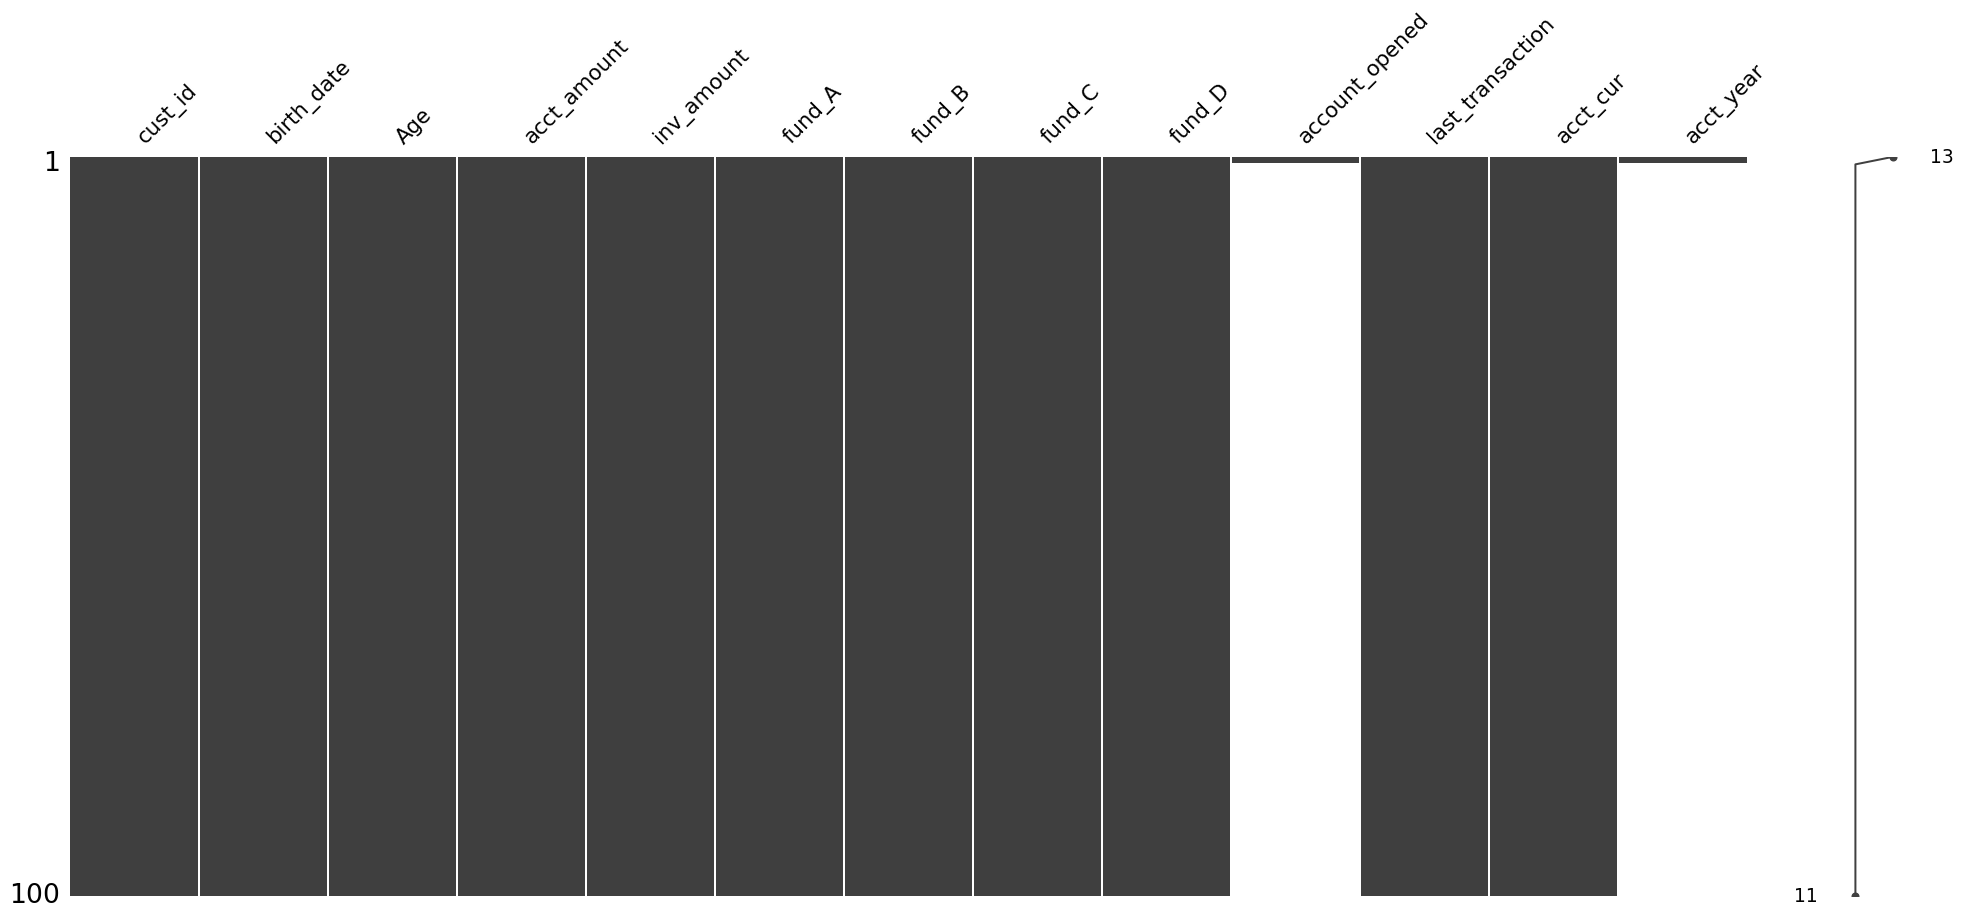 cust_id
birth_date
Age
acct_amount
inv_amount
fund_A
fund_B
fund_C
fund_D
account_opened
last_transaction
acct_cur
acct_year
1
13
100
11